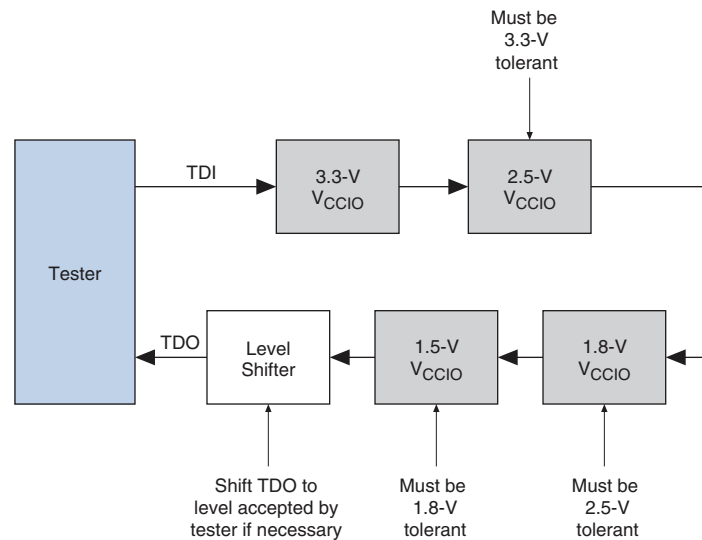 Must be
3.3-V
tolerant
TDI
3.3-V
VCCIO
2.5-V
VCCIO
Tester
TDO
Level
Shifter
1.5-V
VCCIO
1.8-V
VCCIO
Shift TDO to
level accepted by
tester if necessary
Must be
1.8-V
tolerant
Must be
2.5-V
tolerant